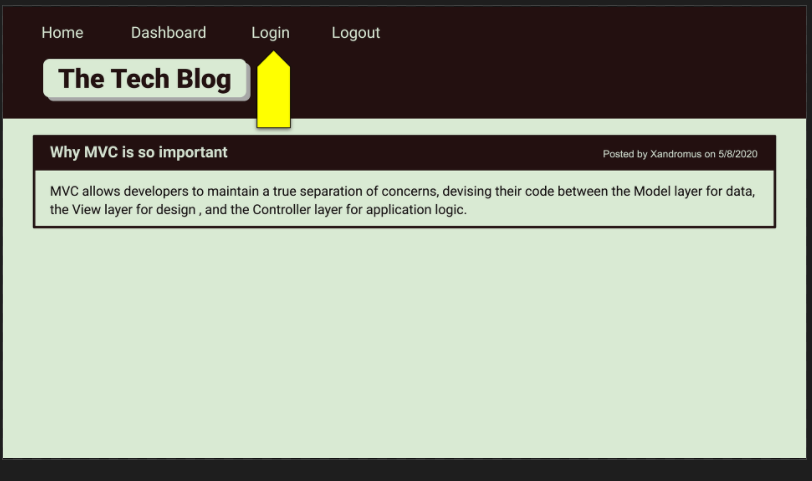 Home Dashboard Login Logout
The Tech Blog
Why MVC is so important Posted by Xandromus on 5/8/2020
MVC allows developers to maintain a true separation of concerns, devising their code between the Model layer for data,
the View layer for design , and the Controller layer for application logic.